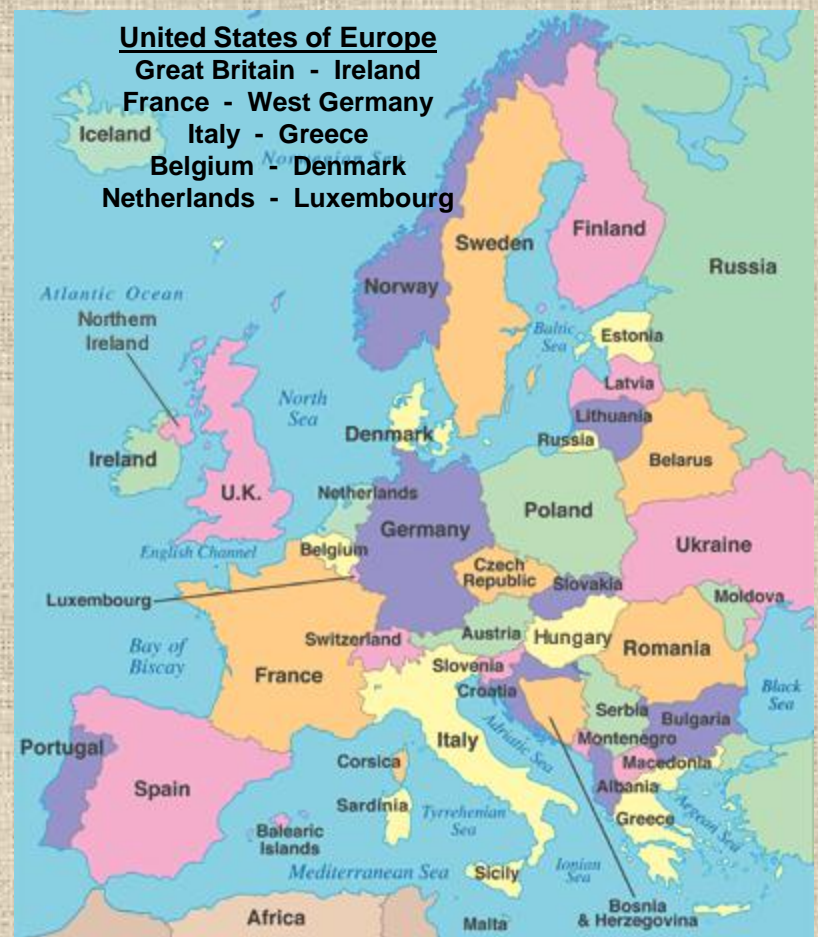 United States of Europe
Great Britain - Ireland
France - West Germany
Italy - Greece
Belgium - Denmark
Netherlands - Luxembourg
Iceland
Norwegian Sea
Finland
Sweden
Russia
Norway
Atlantic Ocean
Northern
Ireland
Baltic
Sea
Estonia
Latvia
North
Sea
Lithuania
Denmark
Russia
Ireland
Belarus
U.K.
Netherlands
Poland
Germany
Ukraine
English Channel
Belgium
Czech
Republic
Slovakia
Luxembourg
Moldova
Switzerland
Austria
Hungary
Bay of
Biscay
Romania
France
Slovenia
Croatia
Black
Sea
Serbia
Bulgaria
Portugal
Italy
Adriatic Sea
Montenegro
Corsica
Macedonia
Spain
Albania
Sardinia
Tyrrehenian
Sea
Greece
Aegean Sea
Balearic
Islands
Mediterranean Sea
Sicily
Ionian
Sea
Africa
Malta
Bosnia
& Herzegovina